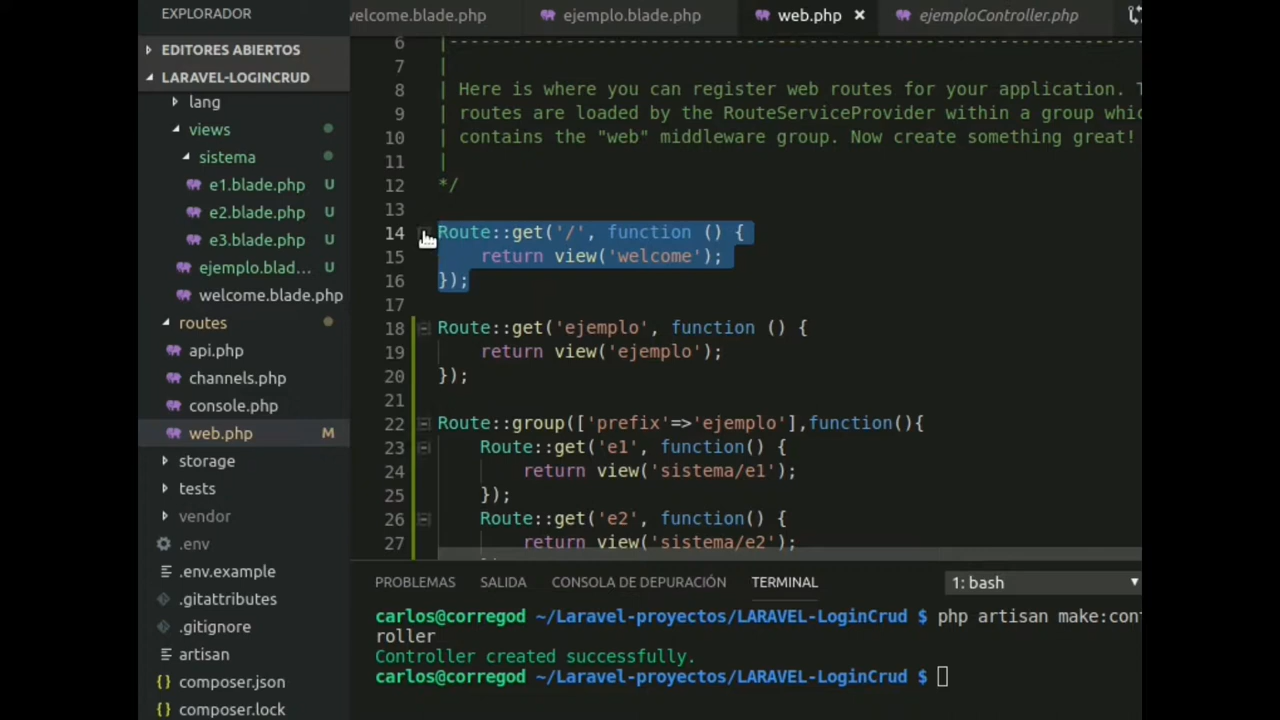 EXPLORADOR
EDITORES ABIERTOS
LARAVEL-LOGINCRUD
lang
views
sistema
e1.blade.php U
e2.blade.php U
e3.blade.php U
ejemplo.blad...
welcome.blade.php
routes
api.php
channels.php
console.php
web.php M
storage
tests
vendor
.env
.env.example
.gitattributes
.gitignore
artisan
{} composer.json
{} composer.lock
welcome.blade.php ejemplo.blade.php web.php × ejemploController.php
6 |----------------------------------------------------------------
7 |
8 | Here is where you can register web routes for your application.
9 | routes are loaded by the RouteServiceProvider within a group
10 | contains the "web" middleware group. Now create something great!
11 |
12 */
13
14 Route::get('/', function () {
15 return view('welcome');
16 });
17
18 Route::get('ejemplo', function () {
19 return view('ejemplo');
20 });
21
22 Route::group(['prefix'=>'ejemplo'],function(){
23 Route::get('e1', function() {
24 return view('sistema/e1');
25 });
26 Route::get('e2', function() {
27 return view('sistema/e2');
PROBLEMAS SALIDA CONSOLA DE DEPURACIÓN TERMINAL 1: bash
carlos@corregod ~/Laravel-proyectos/LARAVEL-LoginCrud $ php artisan make:cont
roller
Controller created successfully.
carlos@corregod ~/Laravel-proyectos/LARAVEL-LoginCrud $